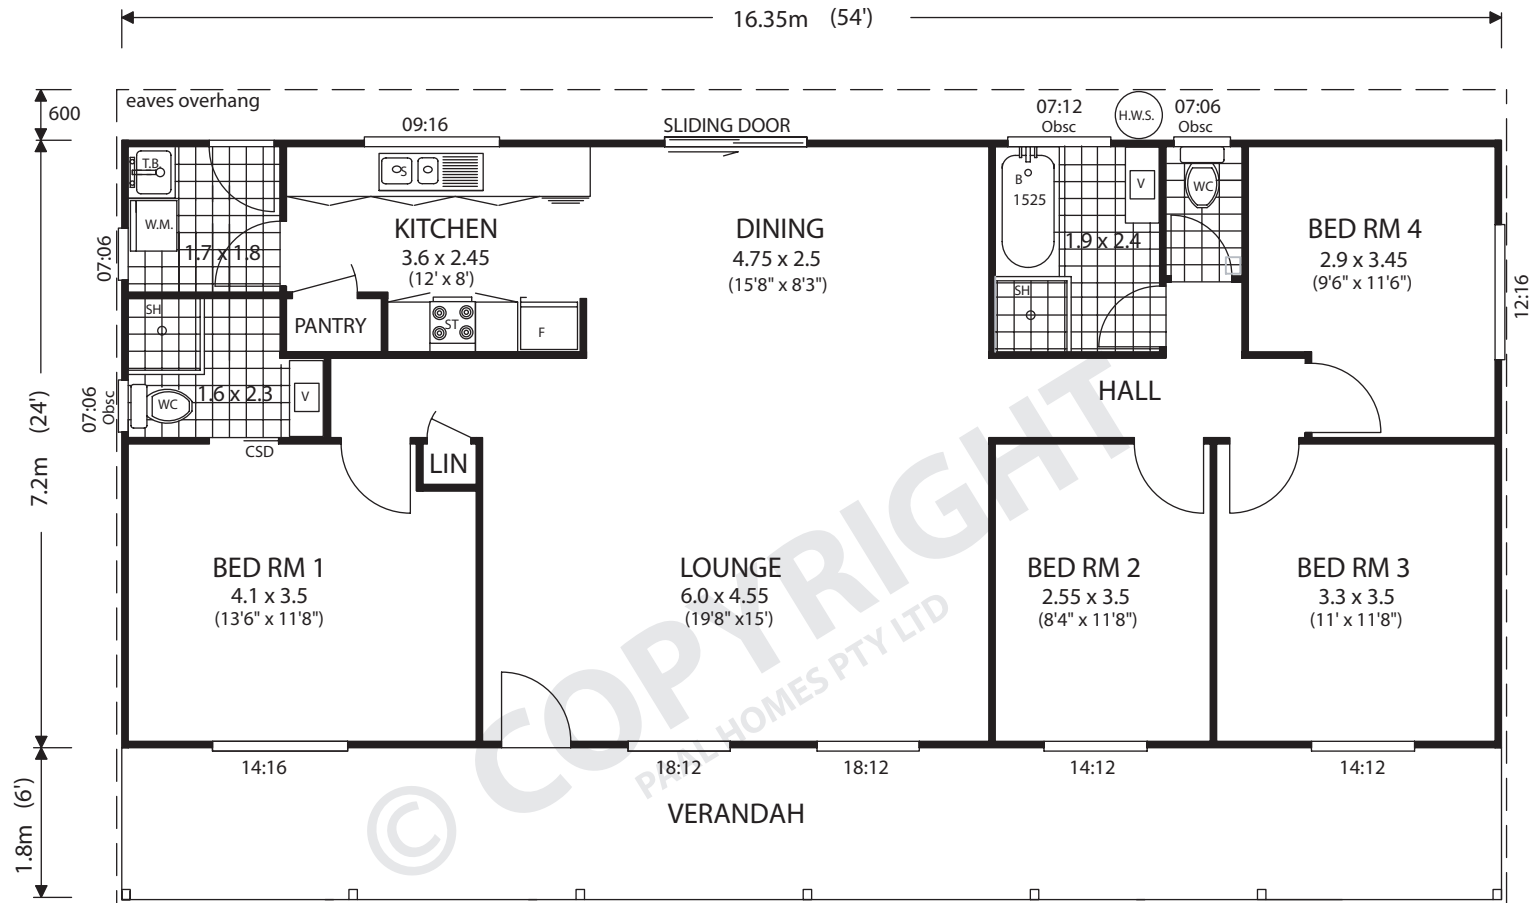 16.35m (54')
eaves overhang
600
09:16
SLIDING DOOR
07:12
Obsc
H.W.S.
07:06
Obsc
T.B.
W.M.
1.7 x 1.8
07:06
S
KITCHEN
3.6 x 2.45
(12' x 8')
DINING
4.75 x 2.5
(15'8" x 8'3")
B
1525
V
1.9 x 2.4
WC
BED RM 4
2.9 x 3.45
(9'6" x 11'6")
12:16
SH
PANTRY
ST
F
SH
7.2m (24')
07:06
Obsc
WC
1.6 x 2.3
V
HALL
CSD
LIN
BED RM 1
4.1 x 3.5
(13'6" x 11'8")
LOUNGE
6.0 x 4.55
(19'8" x15')
BED RM 2
2.55 x 3.5
(8'4" x 11'8")
BED RM 3
3.3 x 3.5
(11' x 11'8")
14:16
18:12
18:12
14:12
14:12
1.8m (6')
VERANDAH
© COPYRIGHT
PAAL HOMES PTY LTD